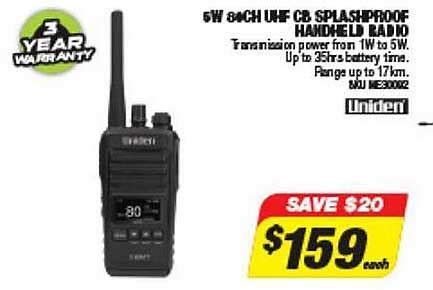 3
YEAR
WARRANTY
5W 80CH UHF CB SPLASHPROOF
HANDHELD RADIO
Transmission power from 1W to 5W.
Up to 35hrs battery time.
Range up to 17km.
Uniden
Uniden
80
SAVE $20
$159 each